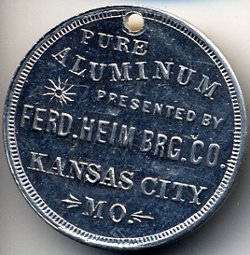 PURE
ALUMINUM
PRESENTED BY
FERD. HEIM BRG. CO.
KANSAS CITY
MO.